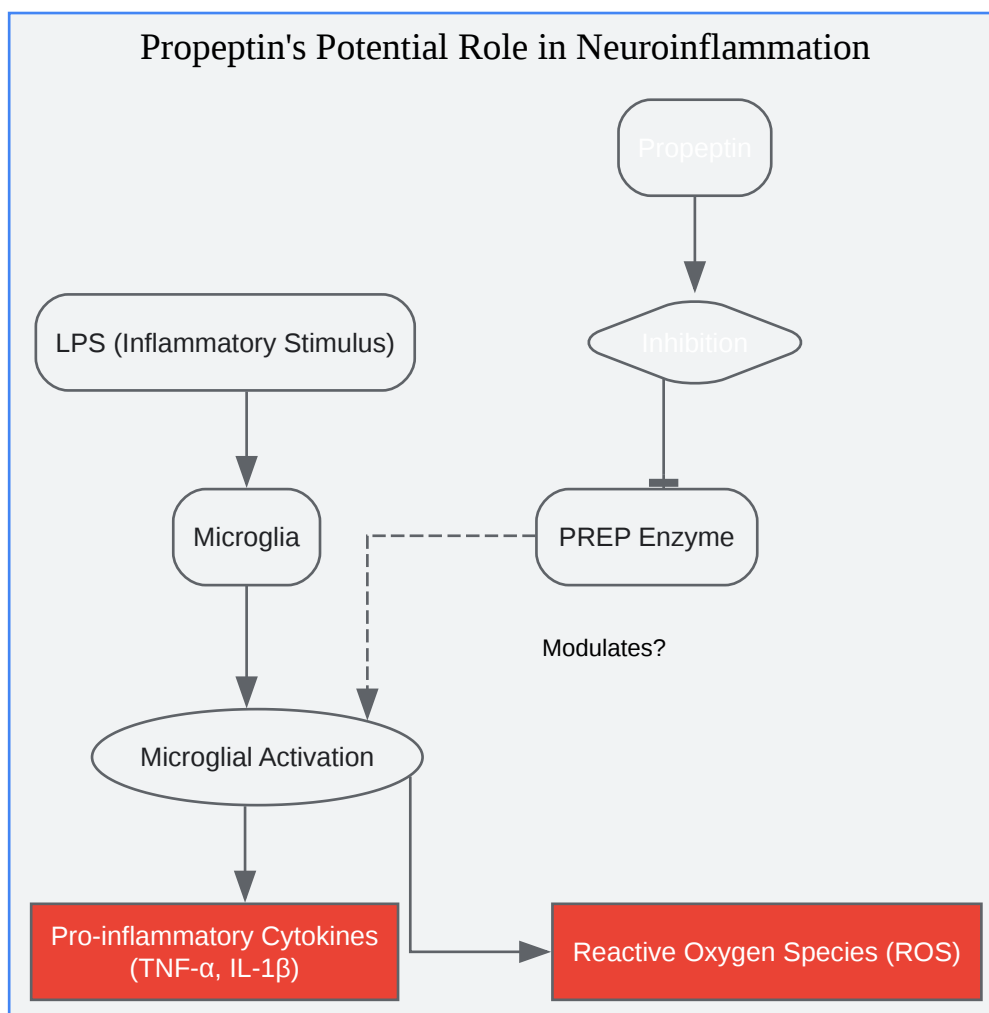 Propeptin's Potential Role in Neuroinflammation
Propeptin
Inhibition
LPS (Inflammatory Stimulus)
Microglia
PREP Enzyme
Modulates?
Microglial Activation
Pro-inflammatory Cytokines
(TNF-α, IL-1β)
Reactive Oxygen Species (ROS)